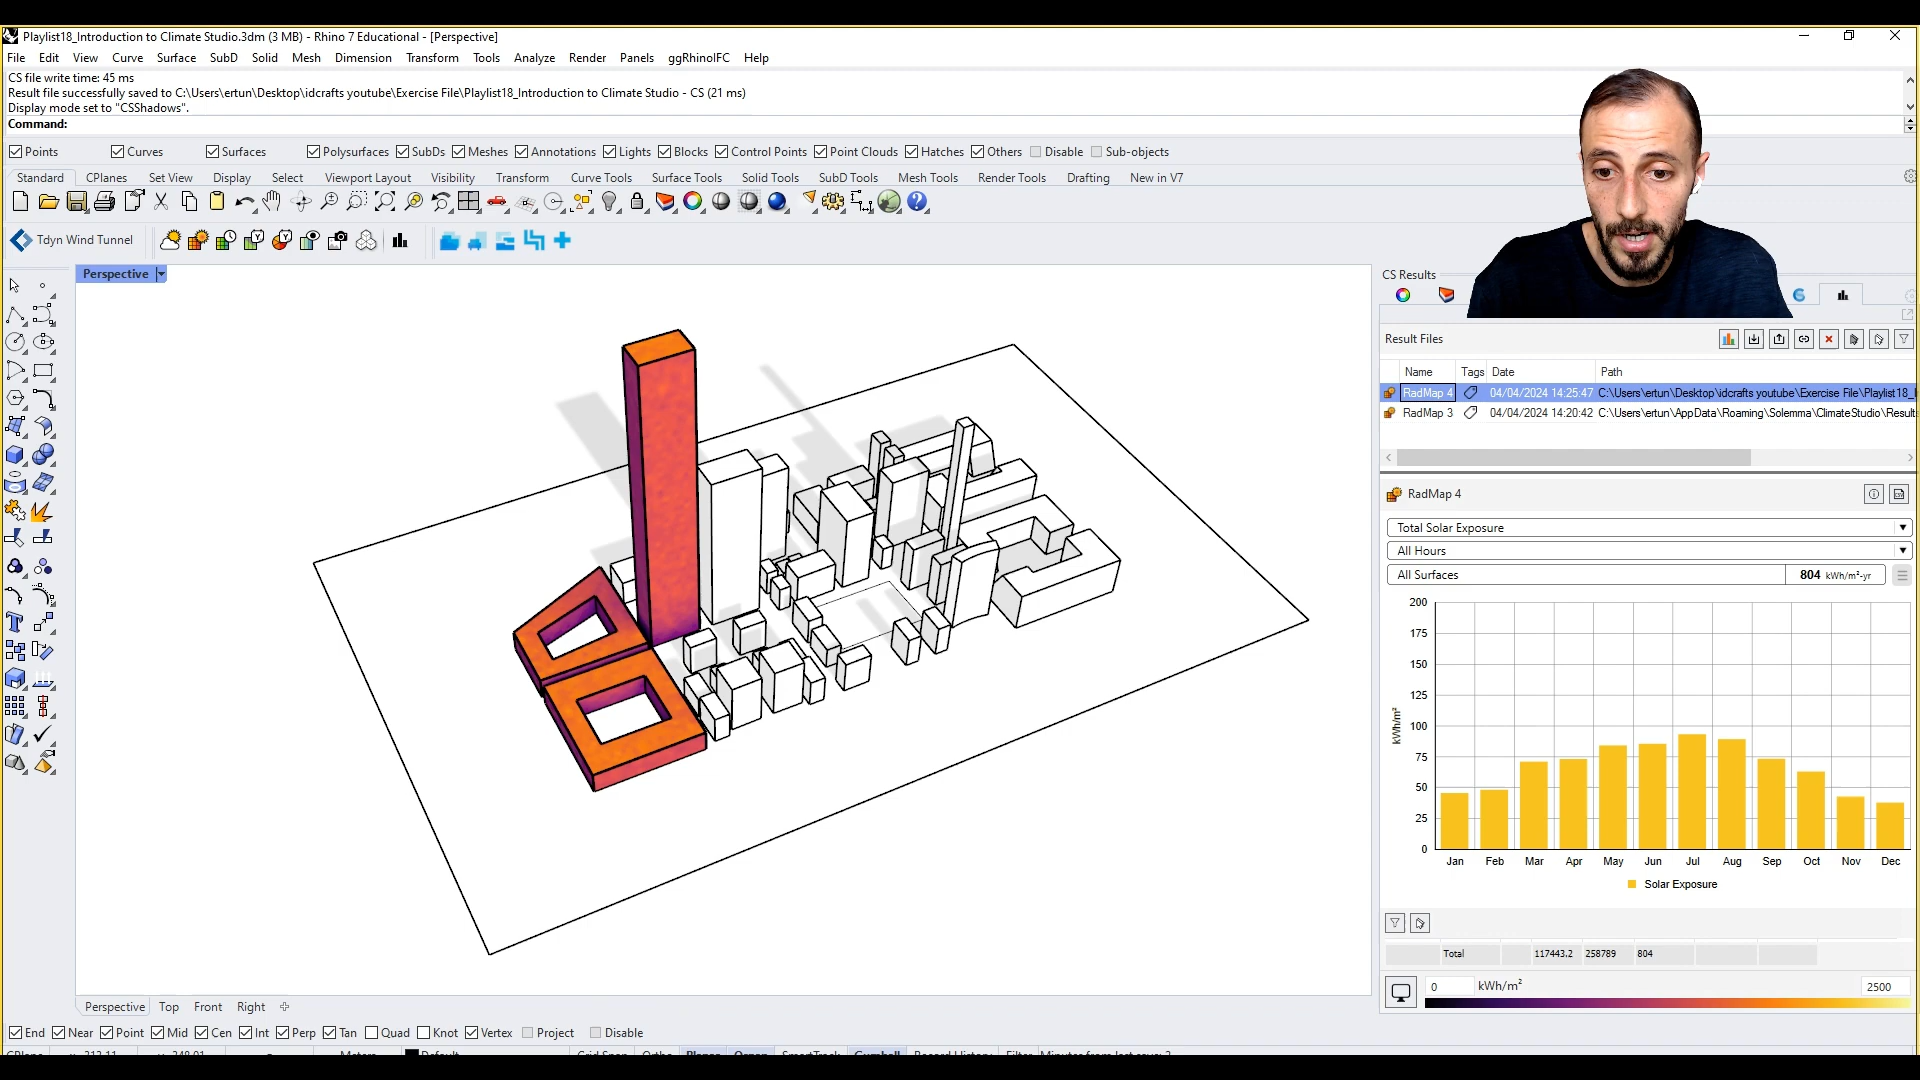 Playlist18_Introduction to Climate Studio.3dm (3 MB) - Rhino 7 Educational - [Perspective]
File Edit View Curve Surface SubD Solid Mesh Dimension Transform Tools Analyze Render Panels ggRhinoIFC Help
CS file write time: 45 ms
Result file successfully saved to C:\Users\ertun\Desktop\idcrafts youtube\Exercise File\Playlist18_Introduction to Climate Studio - CS (21 ms)
Display mode set to "CSShadows".
Command:
Points Curves Surfaces Polysurfaces SubDs Meshes Annotations Lights Blocks Control Points Point Clouds Hatches Others Disable Sub-objects
Standard CPlanes Set View Display Select Viewport Layout Visibility Transform Curve Tools Surface Tools Solid Tools SubD Tools Mesh Tools Render Tools Drafting New in V7
Tdyn Wind Tunnel
Perspective
CS Results
Result Files
Name Tags Date Path
RadMap 4 04/04/2024 14:25:47 C:\Users\ertun\Desktop\idcrafts youtube\Exercise File\Playlist18_I
RadMap 3 04/04/2024 14:20:42 C:\Users\ertun\AppData\Roaming\Solemma\ClimateStudio\Result
RadMap 4
Total Solar Exposure
All Hours
All Surfaces 804 kWh/m²-yr
200
175
150
125
100
75
50
25
0
kWh/m²
Jan Feb Mar Apr May Jun Jul Aug Sep Oct Nov Dec
Solar Exposure
Total 117443.2 258789 804
0 kWh/m² 2500
Perspective Top Front Right
End Near Point Mid Cen Int Perp Tan Quad Knot Vertex Project Disable